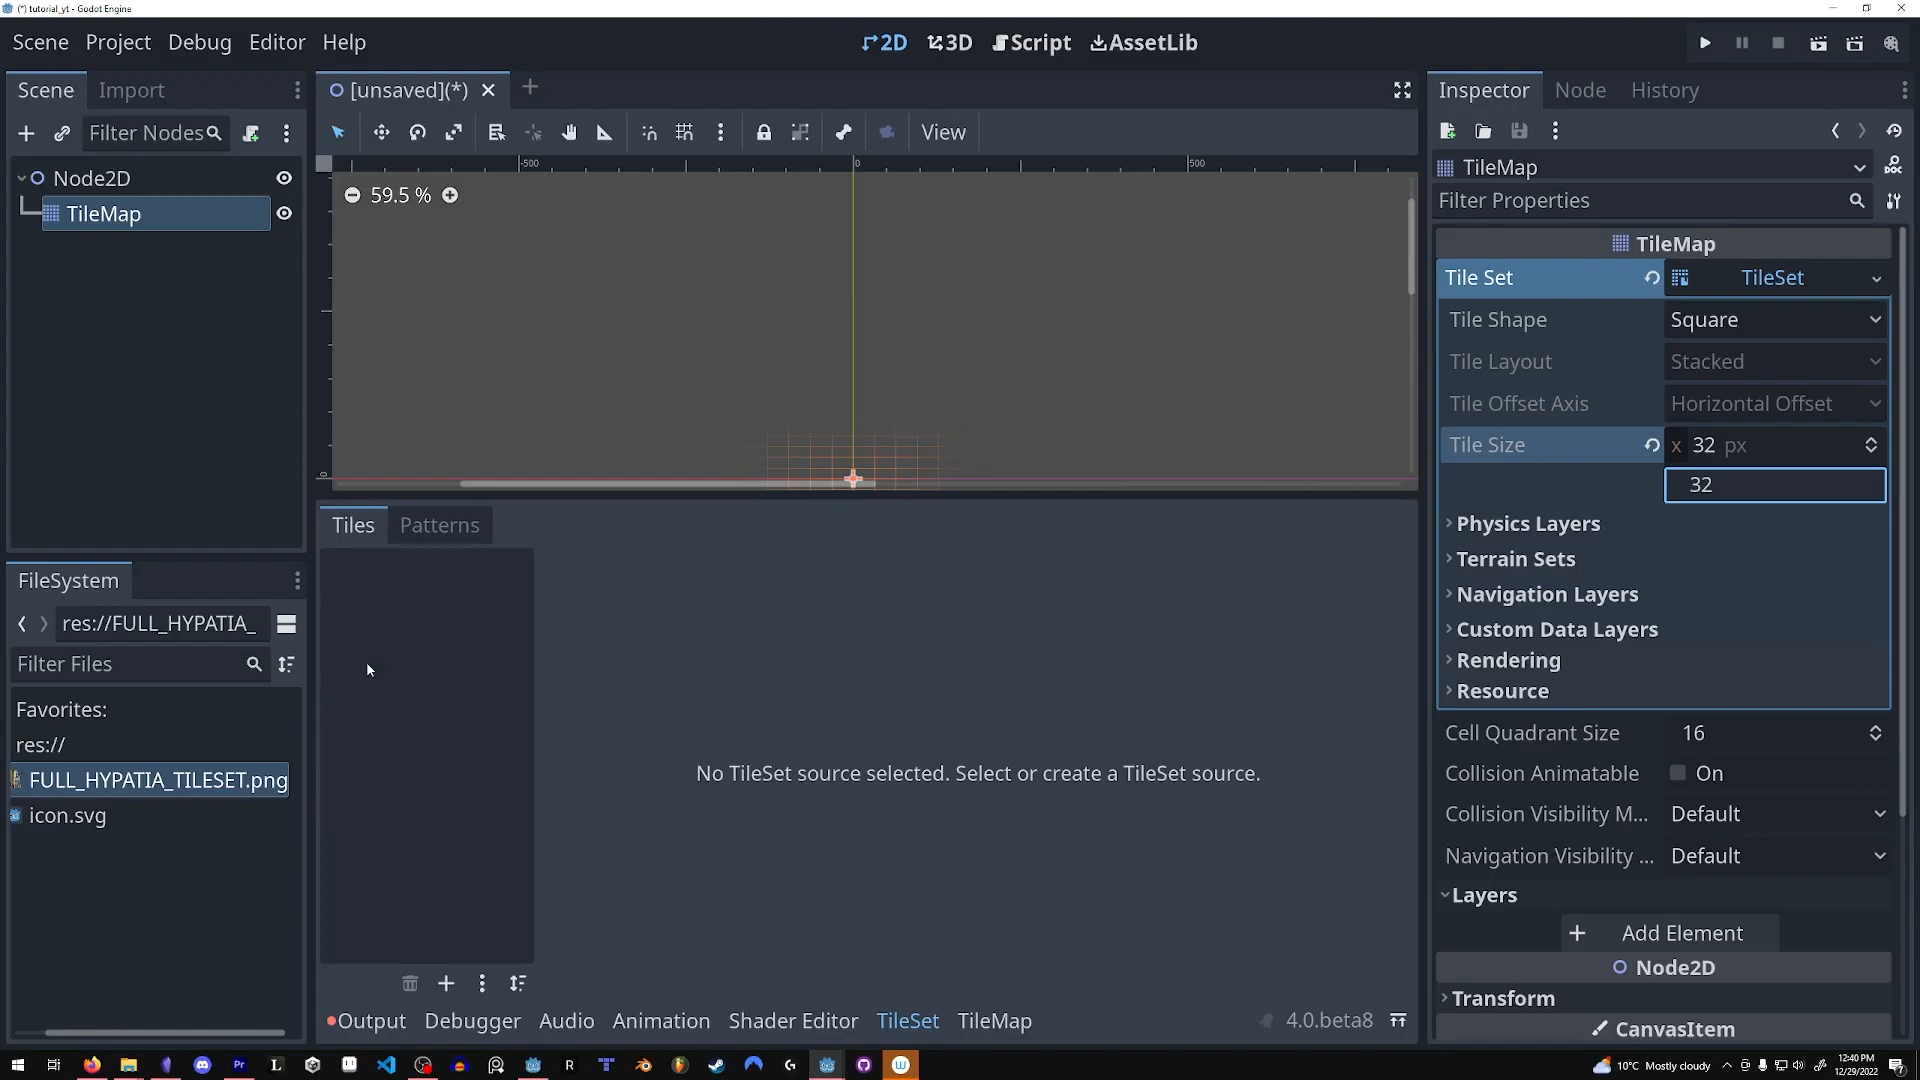 (*) tutorial_yt - Godot Engine
Scene Project Debug Editor Help
2D 3D Script AssetLib
Scene Import
[unsaved](*)
Inspector Node History
Filter Nodes
View
TileMap
DOC
-500 0 500
Node2D
59.5 %
Filter Properties
TileMap
TileMap
Tile Set TileSet
Tile Shape Square
Tile Layout Stacked
Tile Offset Axis Horizontal Offset
Tile Size x 32 px
0
32
Tiles Patterns
Physics Layers
Terrain Sets
FileSystem
Navigation Layers
res://FULL_HYPATIA_
Custom Data Layers
Filter Files
Rendering
Resource
Favorites:
Cell Quadrant Size 16
res://
No TileSet source selected. Select or create a TileSet source.
Collision Animatable On
FULL_HYPATIA_TILESET.png
icon.svg
Collision Visibility M... Default
Navigation Visibility ... Default
Layers
Add Element
Node2D
Transform
Output Debugger Audio Animation Shader Editor TileSet TileMap 4.0.beta8
CanvasItem
Pr L R T W
10°C Mostly cloudy
12:40 PM
12/29/2022